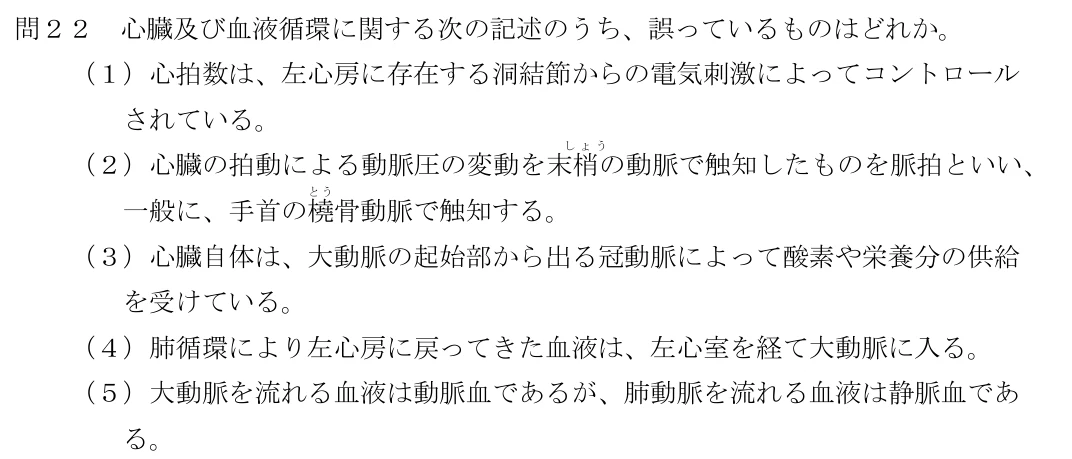 問２２　心臓及び血液循環に関する次の記述のうち、誤っているものはどれか。
（１）心拍数は、左心房に存在する洞結節からの電気刺激によってコントロール
されている。
（２）心臓の拍動による動脈圧の変動を末梢しょうの動脈で触知したものを脈拍といい、
一般に、手首の橈とう骨動脈で触知する。
（３）心臓自体は、大動脈の起始部から出る冠動脈によって酸素や栄養分の供給
を受けている。
（４）肺循環により左心房に戻ってきた血液は、左心室を経て大動脈に入る。
（５）大動脈を流れる血液は動脈血であるが、肺動脈を流れる血液は静脈血であ
る。